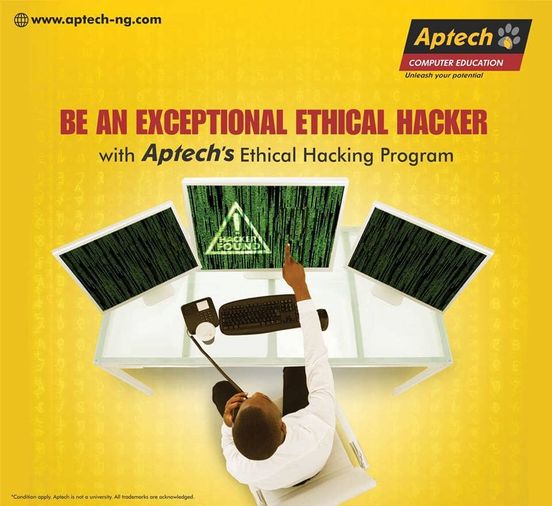 www.aptech-ng.com
Aptech
COMPUTER EDUCATION
Unleash your potential
BE AN EXCEPTIONAL ETHICAL HACKER
with Aptech's Ethical Hacking Program
!
HACKER
FOUND
*Condition apply. Aptech is not a university. All trademarks are acknowledged.